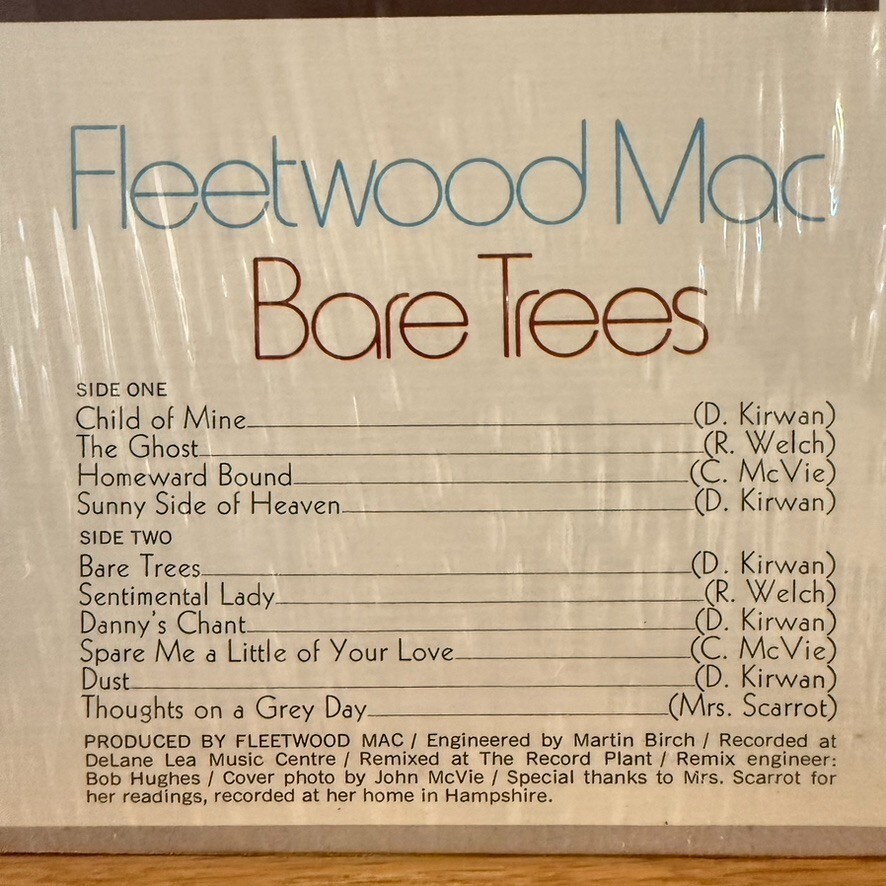 Fleetwood Mac
Bare Trees
SIDE ONE
Child of Mine (D. Kirwan)
The Ghost (R. Welch)
Homeward Bound (C. McVie)
Sunny Side of Heaven (D. Kirwan)
SIDE TWO
Bare Trees (D. Kirwan)
Sentimental Lady (R. Welch)
Danny's Chant (D. Kirwan)
Spare Me a Little of Your Love (C. McVie)
Dust (D. Kirwan)
Thoughts on a Grey Day (Mrs. Scarrot)
PRODUCED BY FLEETWOOD MAC / Engineered by Martin Birch / Recorded at
DeLane Lea Music Centre / Remixed at The Record Plant / Remix engineer:
Bob Hughes / Cover photo by John McVie / Special thanks to Mrs. Scarrot for
her readings, recorded at her home in Hampshire.